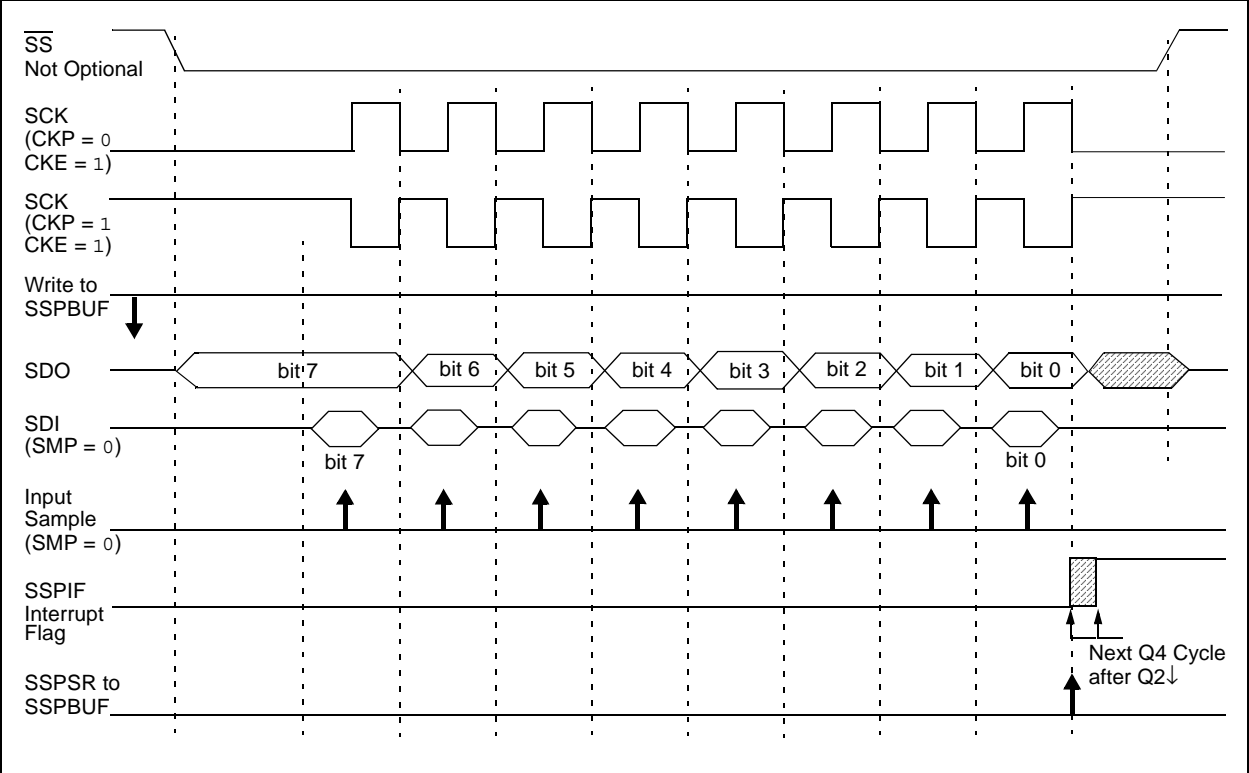 SS
Not Optional
SCK
(CKP = 0
CKE = 1)
SCK
(CKP = 1
CKE = 1)
Write to
SSPBUF
SDO
bit 7
bit 6
bit 5
bit 4
bit 3
bit 2
bit 1
bit 0
SDI
(SMP = 0)
bit 7
bit 0
Input
Sample
(SMP = 0)
SSPIF
Interrupt
Flag
Next Q4 Cycle
after Q2↓
SSPSR to
SSPBUF